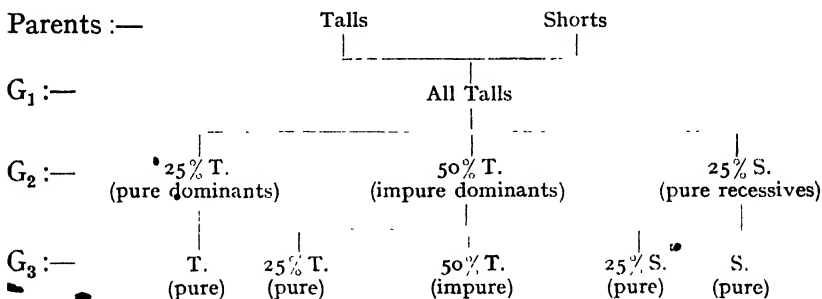 Parents :— Talls Shorts
G₁ :— All Talls
G₂ :— 25% T. 50% T. 25% S.
(pure dominants) (impure dominants) (pure recessives)
G₃ :— T. 25% T. 50% T. 25% S. S.
(pure) (pure) (impure) (pure) (pure)